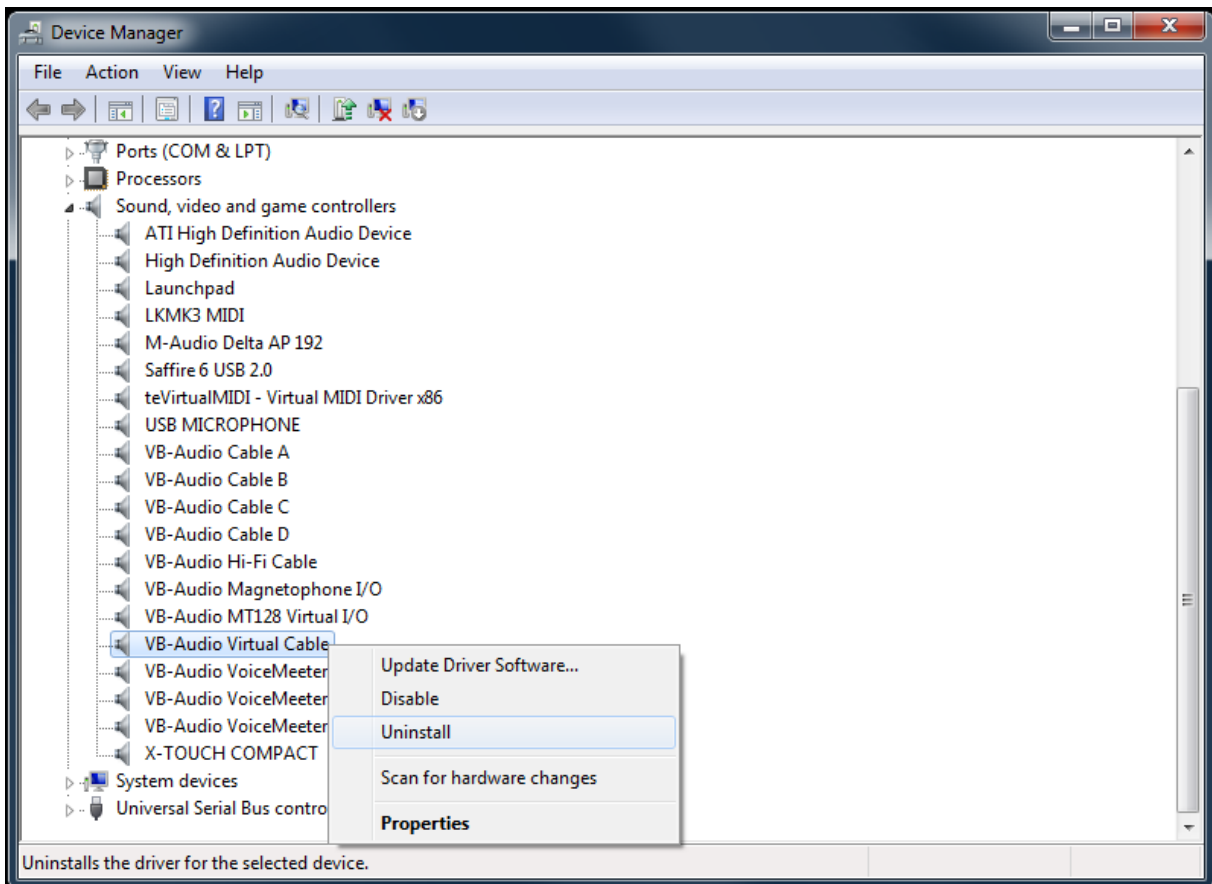 Device Manager
File Action View Help
Ports (COM & LPT)
Processors
Sound, video and game controllers
ATI High Definition Audio Device
High Definition Audio Device
Launchpad
LKMK3 MIDI
M-Audio Delta AP 192
Saffire 6 USB 2.0
teVirtualMIDI - Virtual MIDI Driver x86
USB MICROPHONE
VB-Audio Cable A
VB-Audio Cable B
VB-Audio Cable C
VB-Audio Cable D
VB-Audio Hi-Fi Cable
VB-Audio Magnetophone I/O
VB-Audio MT128 Virtual I/O
VB-Audio Virtual Cable
VB-Audio VoiceMeeter
VB-Audio VoiceMeeter
VB-Audio VoiceMeeter
X-TOUCH COMPACT
System devices
Universal Serial Bus contro
Update Driver Software...
Disable
Uninstall
Scan for hardware changes
Properties
Uninstalls the driver for the selected device.